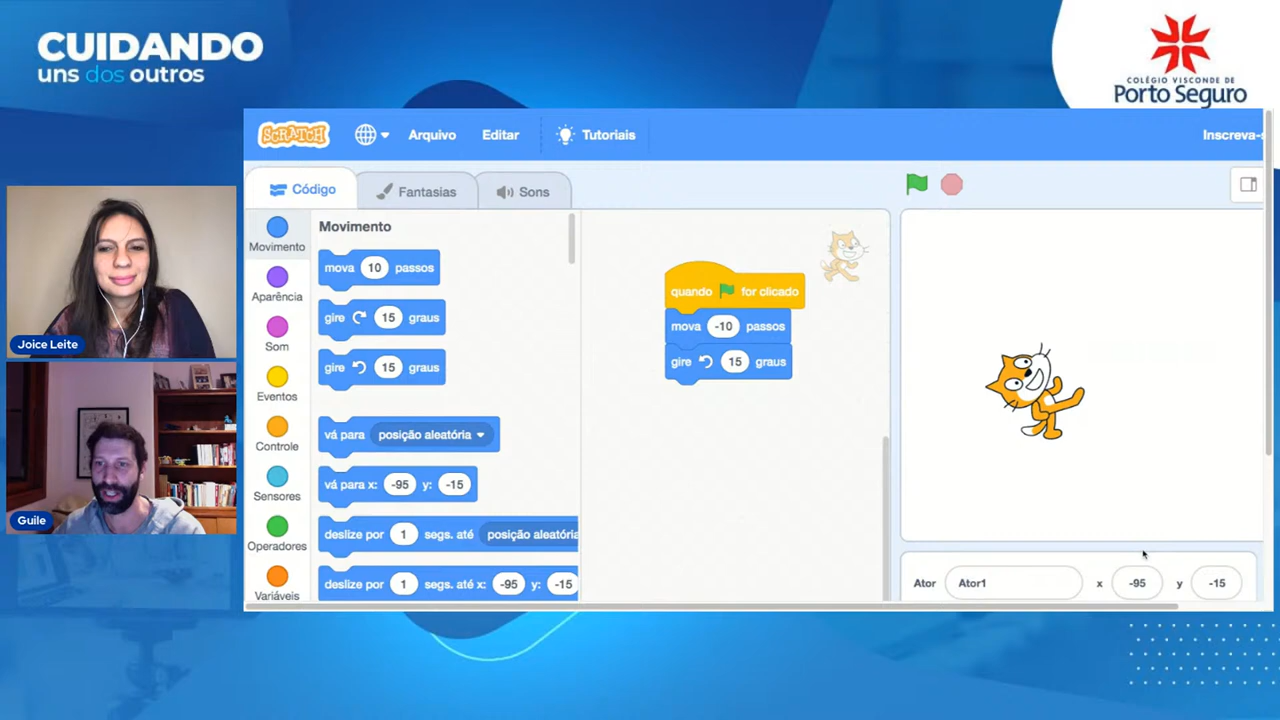 CUIDANDO
uns dos outros
COLÉGIO VISCONDE DE
Porto Seguro
SCRATCH
Arquivo
Editar
Tutoriais
Inscreva-s
Código
Fantasias
Sons
Movimento
Aparência
Som
Eventos
Controle
Sensores
Operadores
Variáveis
Movimento
mova 10 passos
gire 15 graus
gire 15 graus
vá para posição aleatória
vá para x: -95 y: -15
deslize por 1 segs. até posição aleatória
deslize por 1 segs. até x: -95 y: -15
quando for clicado
mova -10 passos
gire 15 graus
Ator Ator1 x -95 y -15
Joice Leite
Guile